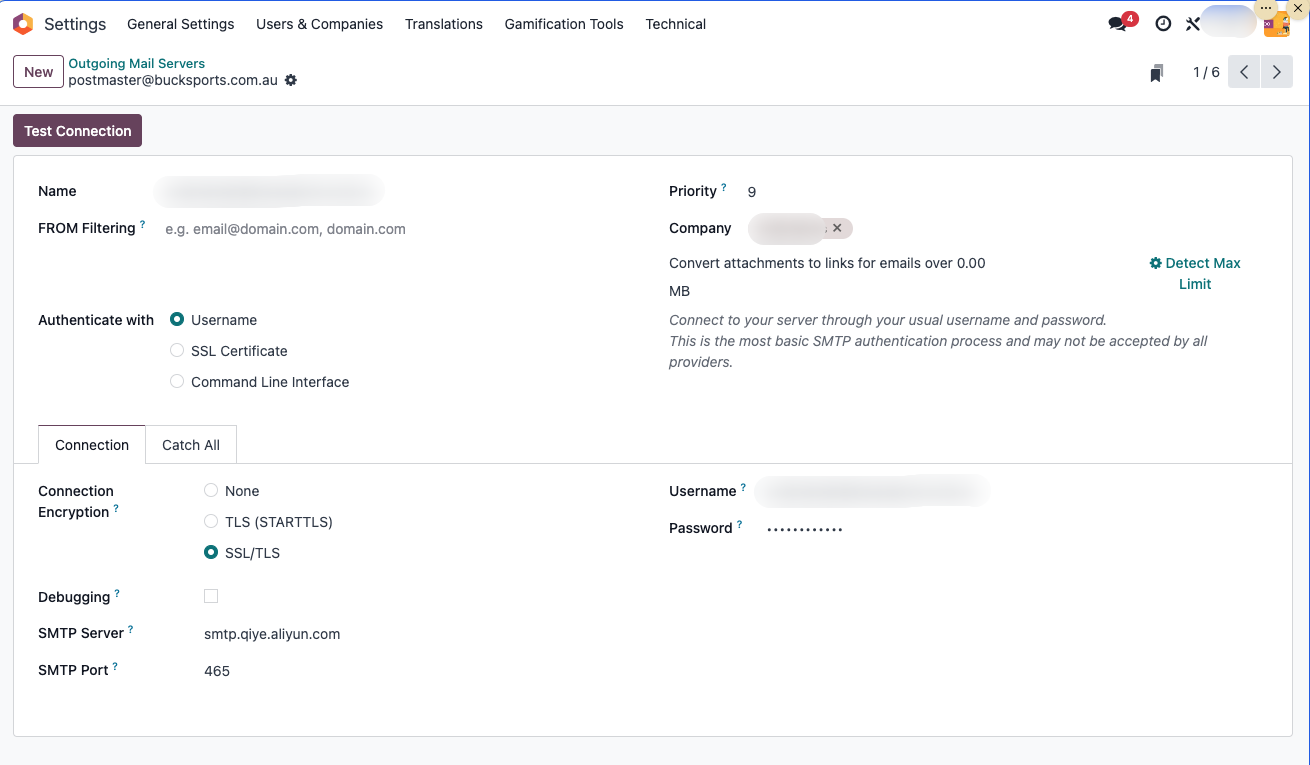 Settings General Settings Users & Companies Translations Gamification Tools Technical 4
New Outgoing Mail Servers
postmaster@bucksports.com.au
1 / 6
Test Connection
Name
Priority ? 9
FROM Filtering ? e.g. email@domain.com, domain.com
Company
Convert attachments to links for emails over 0.00
MB
Detect Max
Limit
Authenticate with Username
SSL Certificate
Command Line Interface
Connect to your server through your usual username and password.
This is the most basic SMTP authentication process and may not be accepted by all
providers.
Connection Catch All
Connection
Encryption ?
None
TLS (STARTTLS)
SSL/TLS
Username ?
Password ? ••••••••••••
Debugging ?
SMTP Server ? smtp.qiye.aliyun.com
SMTP Port ? 465